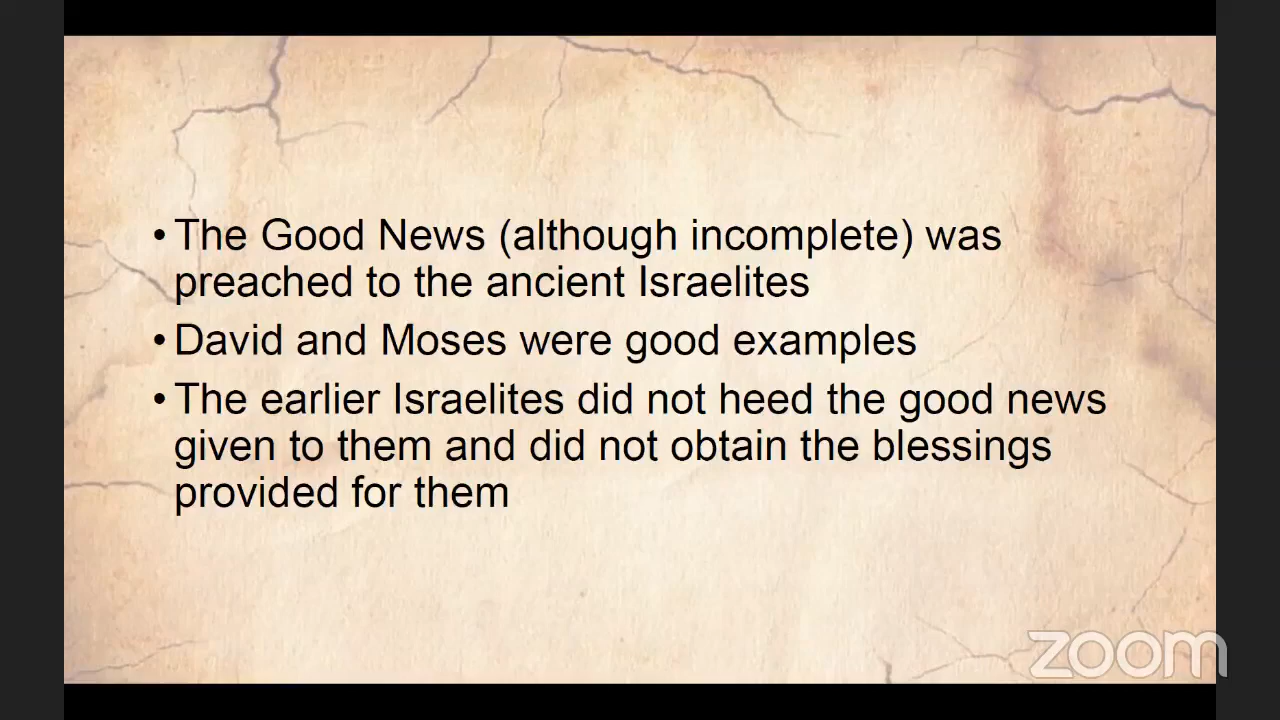 • The Good News (although incomplete) was
preached to the ancient Israelites
• David and Moses were good examples
• The earlier Israelites did not heed the good news
given to them and did not obtain the blessings
provided for them
zoom